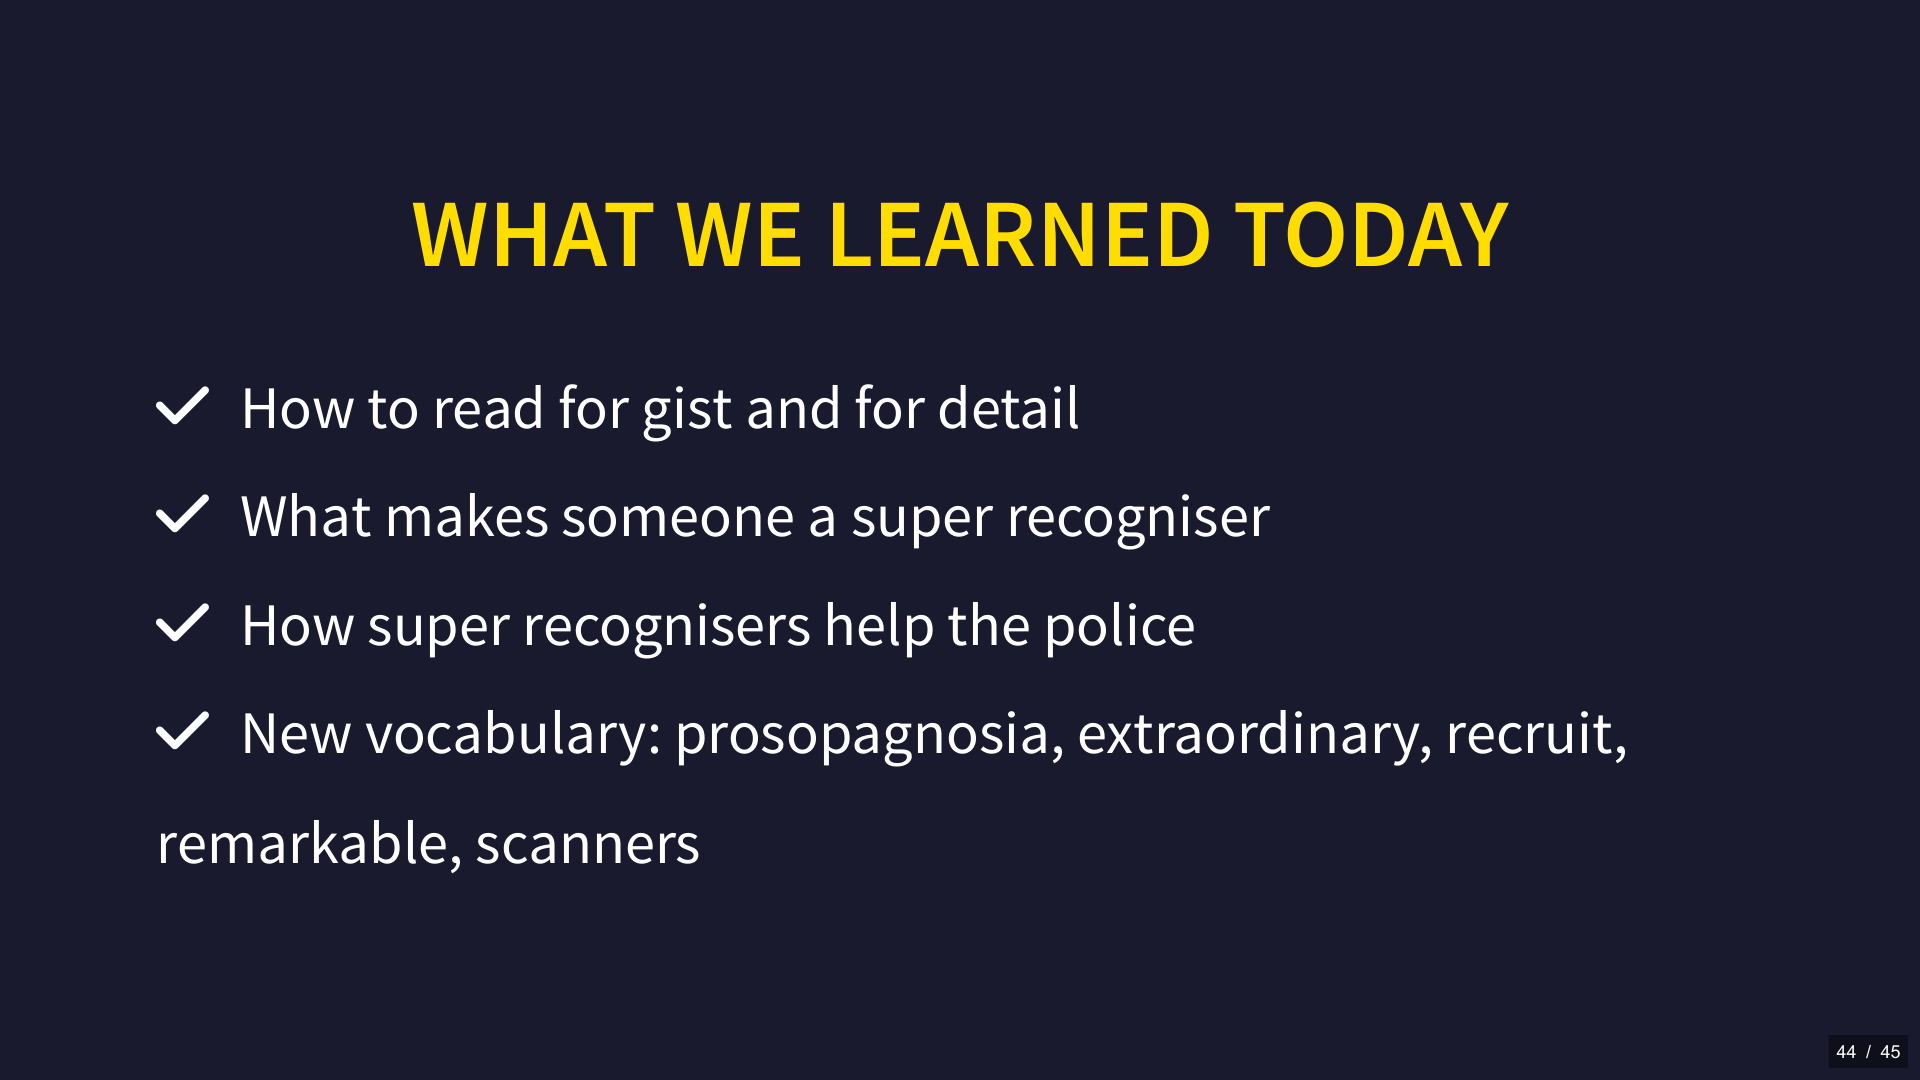 WHAT WE LEARNED TODAY
✓ How to read for gist and for detail
✓ What makes someone a super recogniser
✓ How super recognisers help the police
✓ New vocabulary: prosopagnosia, extraordinary, recruit,
remarkable, scanners
44 / 45